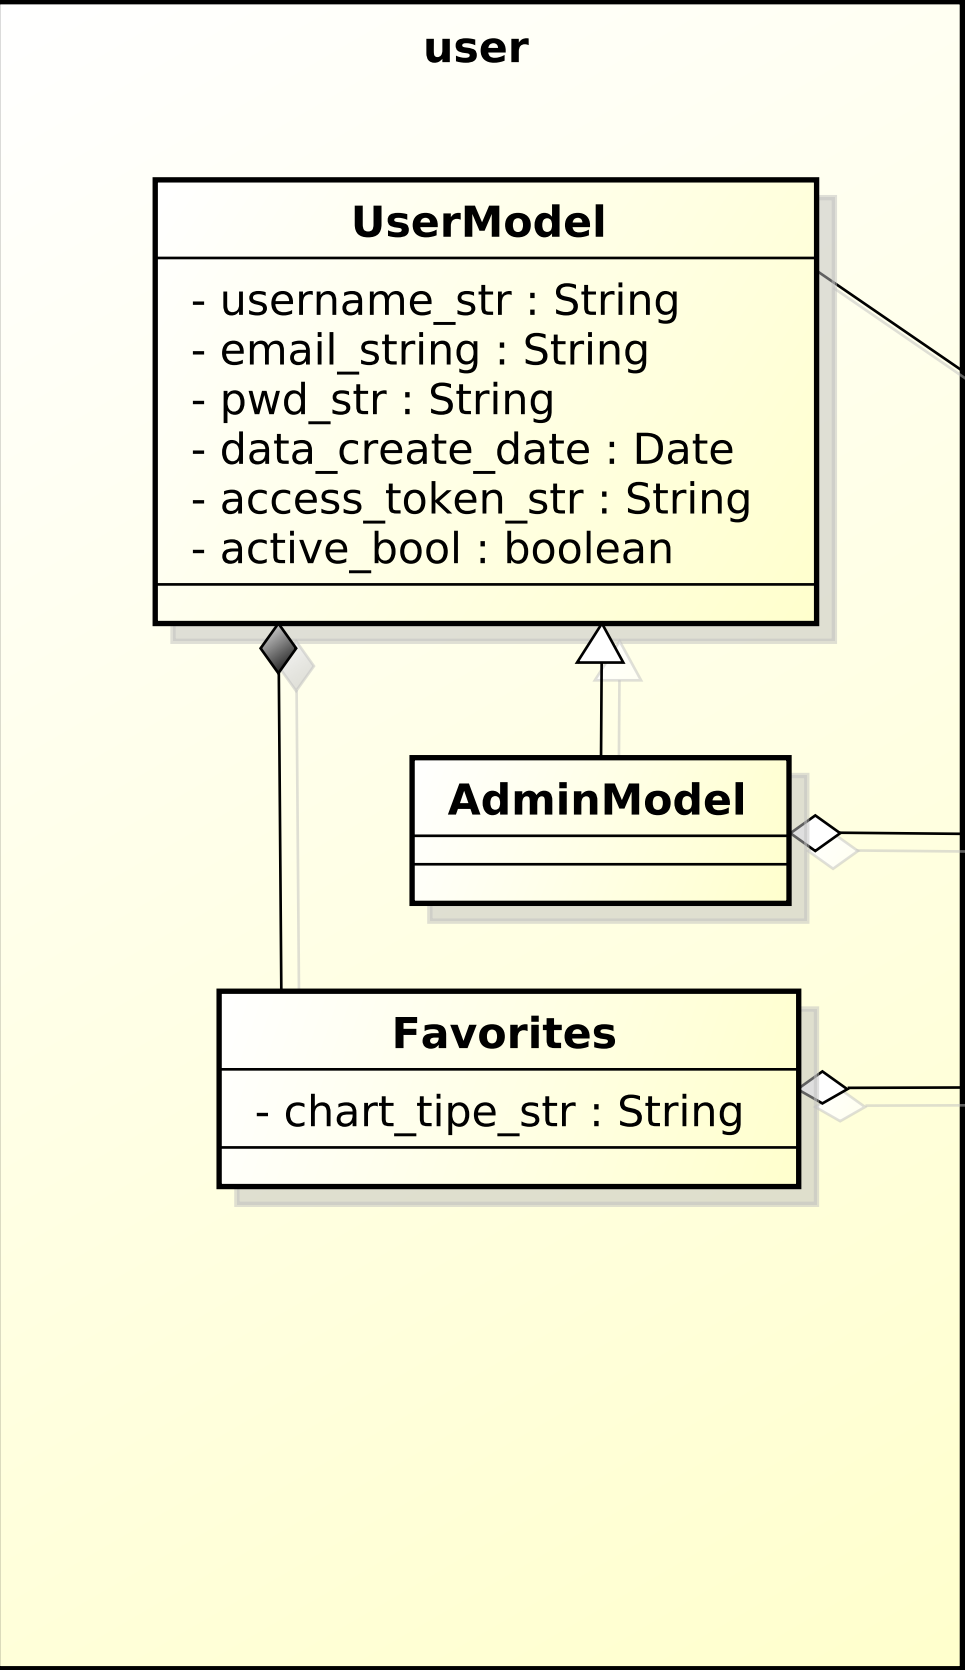 user
UserModel
- username_str : String
- email_string : String
- pwd_str : String
- data_create_date : Date
- access_token_str : String
- active_bool : boolean
AdminModel
Favorites
- chart_tipe_str : String